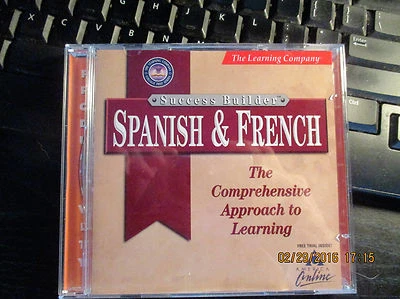 The Learning Company
Success Builder
SPANISH & FRENCH
The
Comprehensive
Approach to
Learning
FREE TRIAL INSIDE!
AMERICA
Online
02/29/2016 17:15